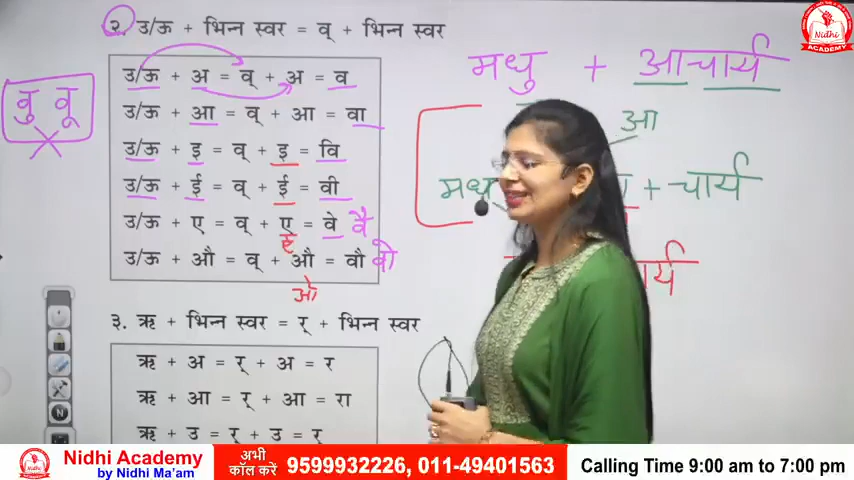 २. उ/ऊ + भिन्न स्वर = व् + भिन्न स्वर
उ/ऊ + अ = व् + अ = व
उ/ऊ + आ = व् + आ = वा
उ/ऊ + इ = व् + इ = वि
उ/ऊ + ई = व् + ई = वी
उ/ऊ + ए = व् + ए = वे वै
ऐ
उ/ऊ + औ = व् + औ = वौ वो
ओ
वु वू
३. ऋ + भिन्न स्वर = र् + भिन्न स्वर
ऋ + अ = र् + अ = र
ऋ + आ = र् + आ = रा
ऋ + उ = र् + उ = र्
मधु + आचार्य
आ
मध + चार्य
र्य
Nidhi
ACADEMY
Nidhi Academy
by Nidhi Ma'am
अभी
कॉल करें
9599932226, 011-49401563
Calling Time 9:00 am to 7:00 pm